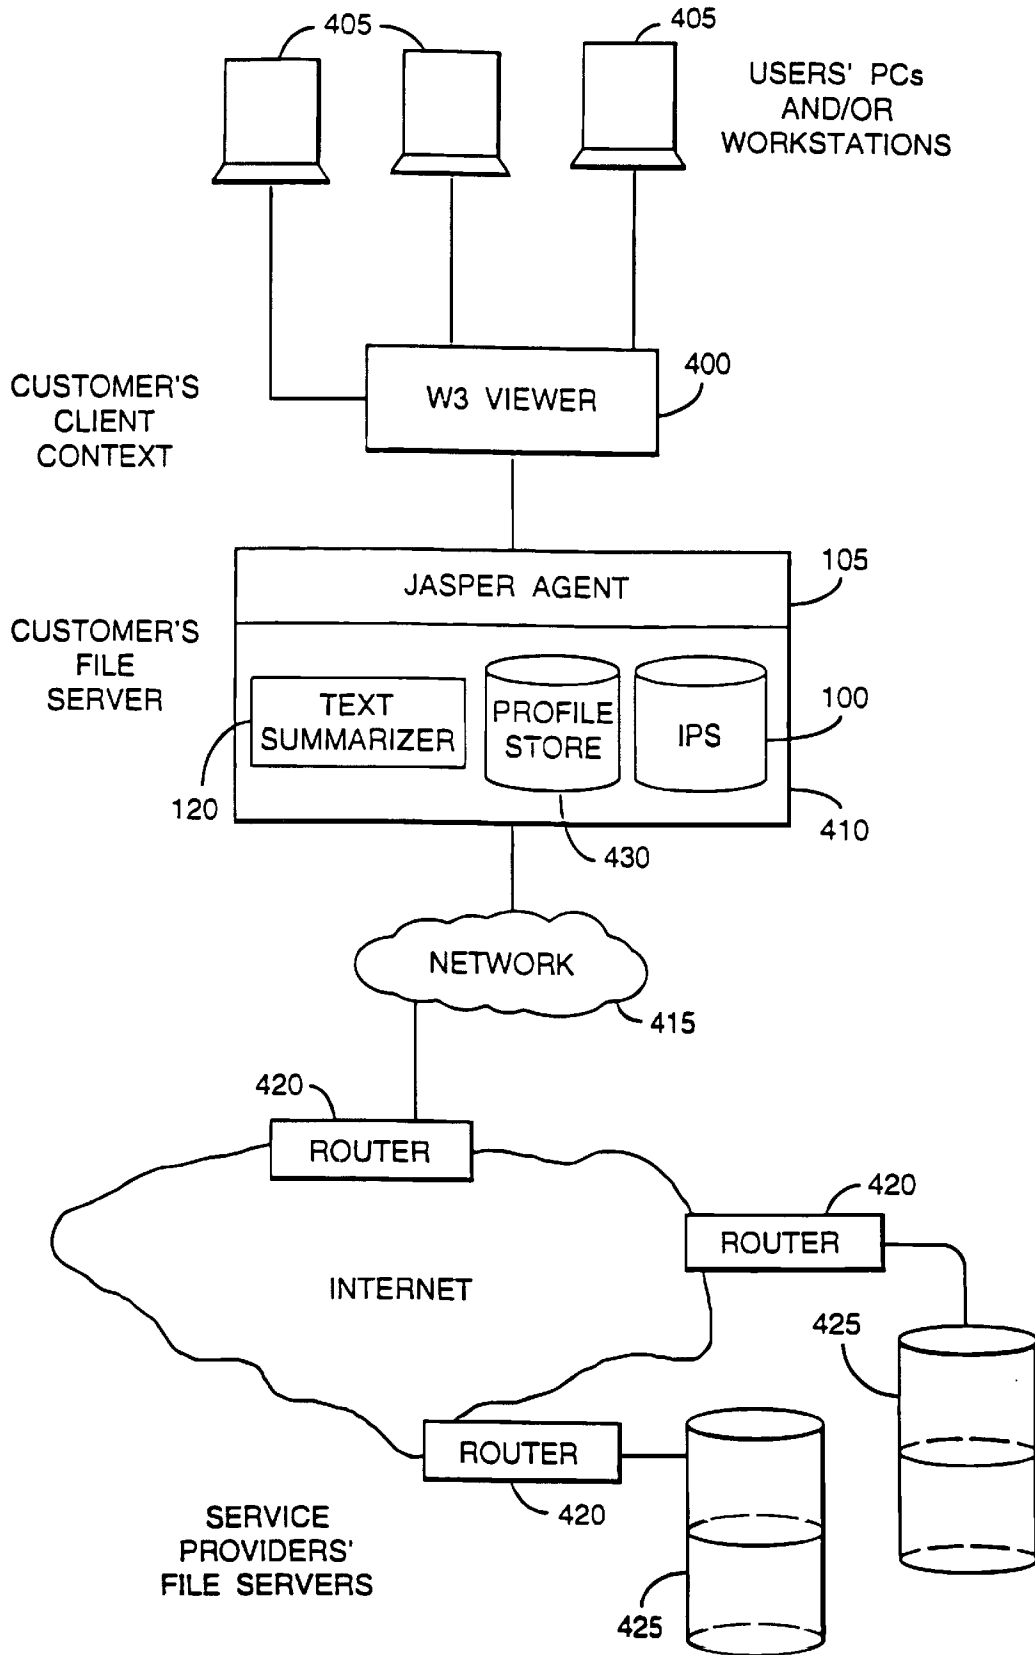 405
405
USERS' PCs
AND/OR
WORKSTATIONS
W3 VIEWER
400
CUSTOMER'S
CLIENT
CONTEXT
JASPER AGENT
105
CUSTOMER'S
FILE
SERVER
TEXT
SUMMARIZER
PROFILE
STORE
IPS
100
120
430
410
NETWORK
415
420
ROUTER
420
ROUTER
INTERNET
425
ROUTER
420
SERVICE
PROVIDERS'
FILE SERVERS
425